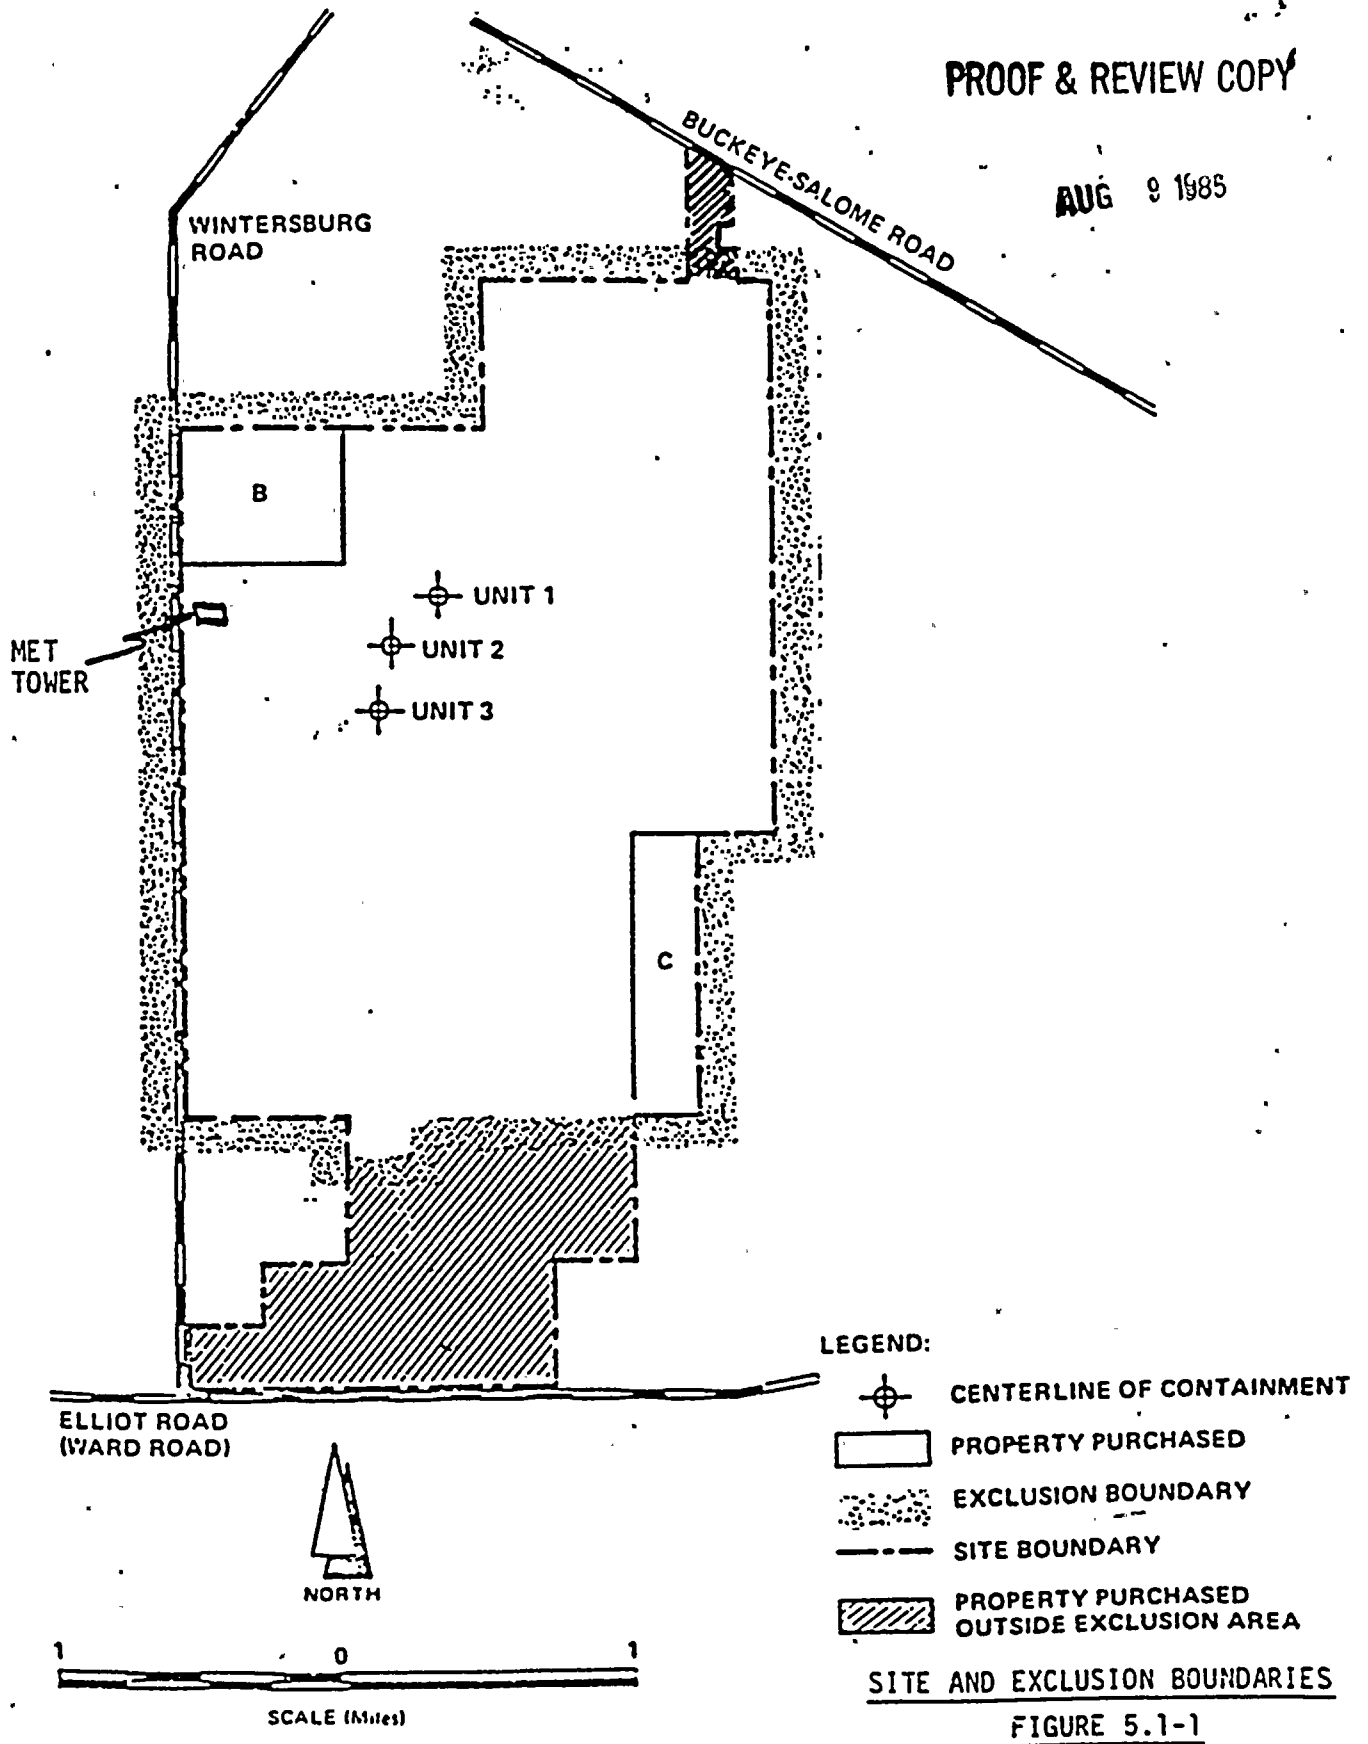 PROOF & REVIEW COPY
AUG 9 1985
BUCKEYE-SALOME ROAD
WINTERSBURG
ROAD
B
UNIT 1
UNIT 2
UNIT 3
MET
TOWER
C
ELLIOT ROAD
(WARD ROAD)
NORTH
1 0 1
SCALE (Miles)
LEGEND:
CENTERLINE OF CONTAINMENT
PROPERTY PURCHASED
EXCLUSION BOUNDARY
SITE BOUNDARY
PROPERTY PURCHASED
OUTSIDE EXCLUSION AREA
SITE AND EXCLUSION BOUNDARIES
FIGURE 5.1-1